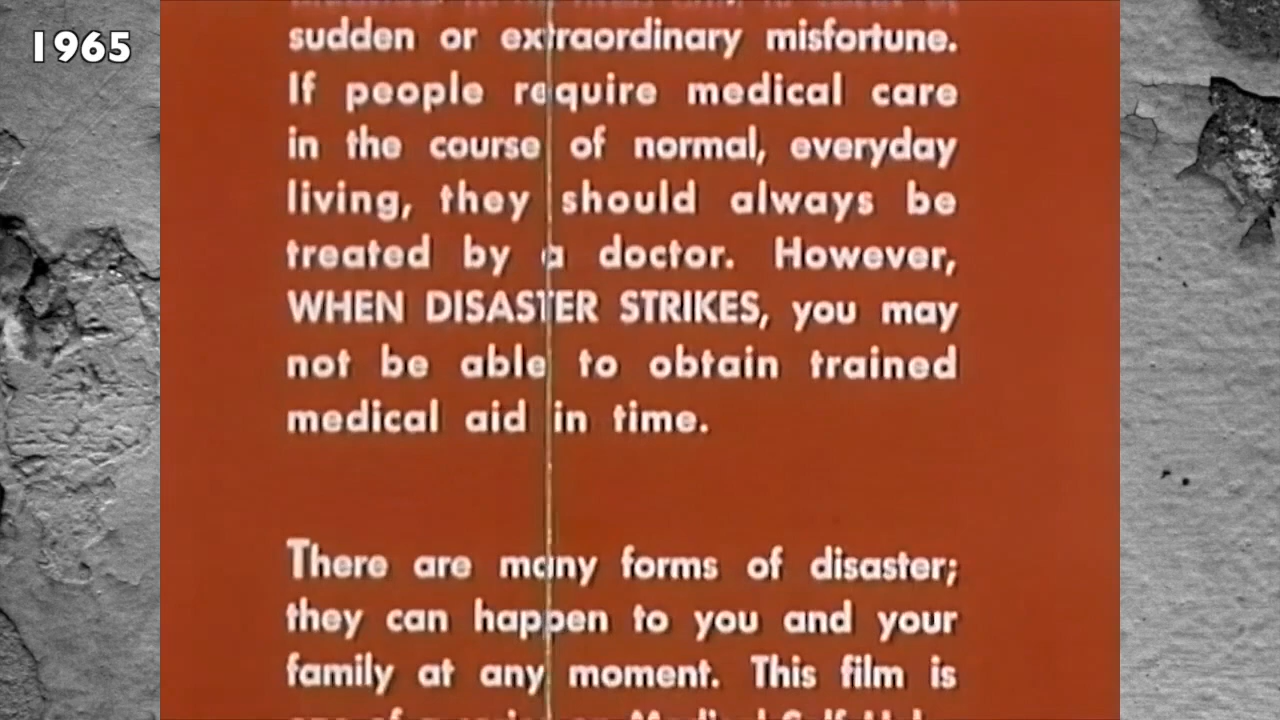 1965
sudden or extraordinary misfortune.
If people require medical care
in the course of normal, everyday
living, they should always be
treated by a doctor. However,
WHEN DISASTER STRIKES, you may
not be able to obtain trained
medical aid in time.
There are many forms of disaster;
they can happen to you and your
family at any moment. This film is